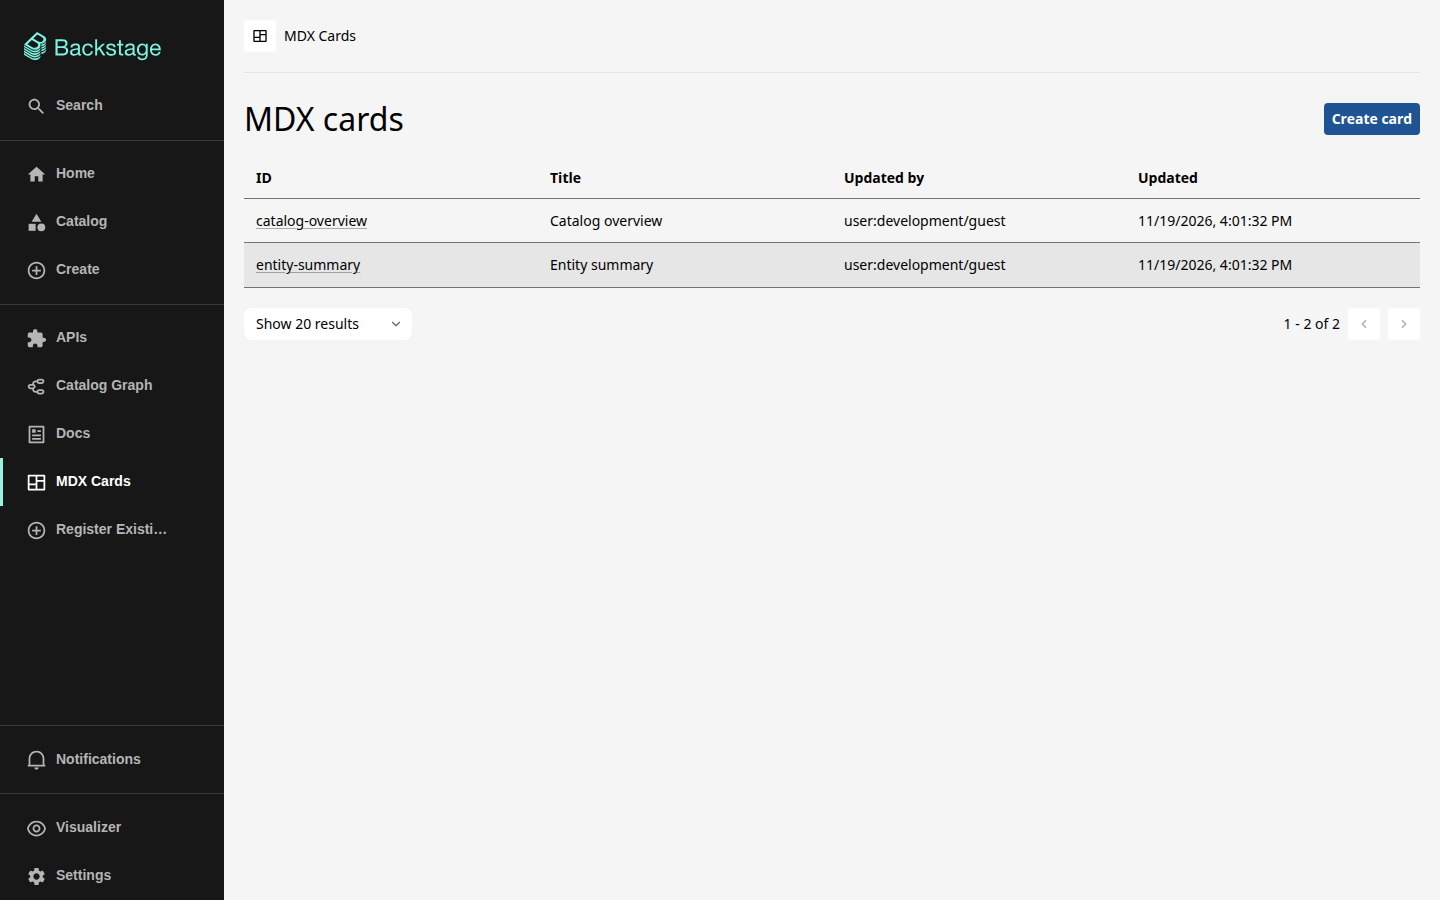 Backstage
Search
Home
Catalog
Create
APIs
Catalog Graph
Docs
MDX Cards
Register Existi…
Notifications
Visualizer
Settings
MDX Cards
MDX cards
Create card
ID Title Updated by Updated
catalog-overview Catalog overview user:development/guest 11/19/2026, 4:01:32 PM
entity-summary Entity summary user:development/guest 11/19/2026, 4:01:32 PM
Show 20 results
1 - 2 of 2